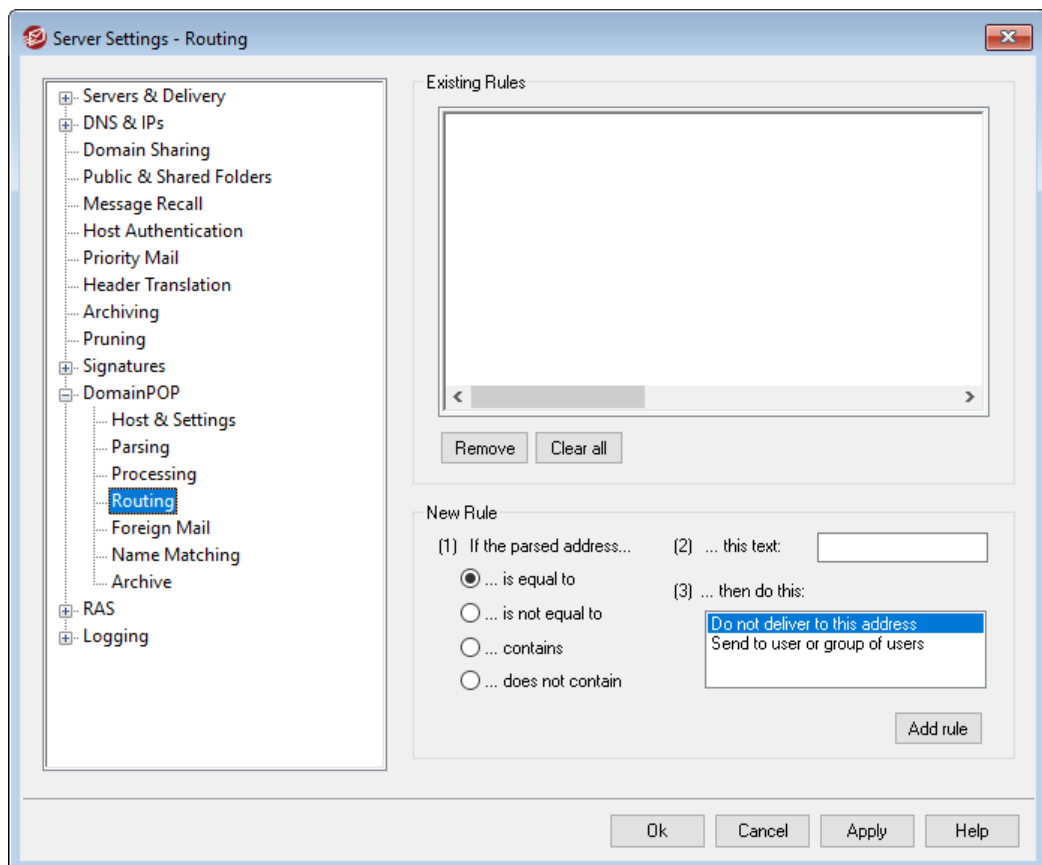 Server Settings - Routing
Servers & Delivery
DNS & IPs
Domain Sharing
Public & Shared Folders
Message Recall
Host Authentication
Priority Mail
Header Translation
Archiving
Pruning
Signatures
DomainPOP
Host & Settings
Parsing
Processing
Routing
Foreign Mail
Name Matching
Archive
RAS
Logging
Existing Rules
Remove
Clear all
New Rule
(1) If the parsed address...
... is equal to
... is not equal to
... contains
... does not contain
(2) ... this text:
(3) ... then do this:
Do not deliver to this address
Send to user or group of users
Add rule
Ok
Cancel
Apply
Help